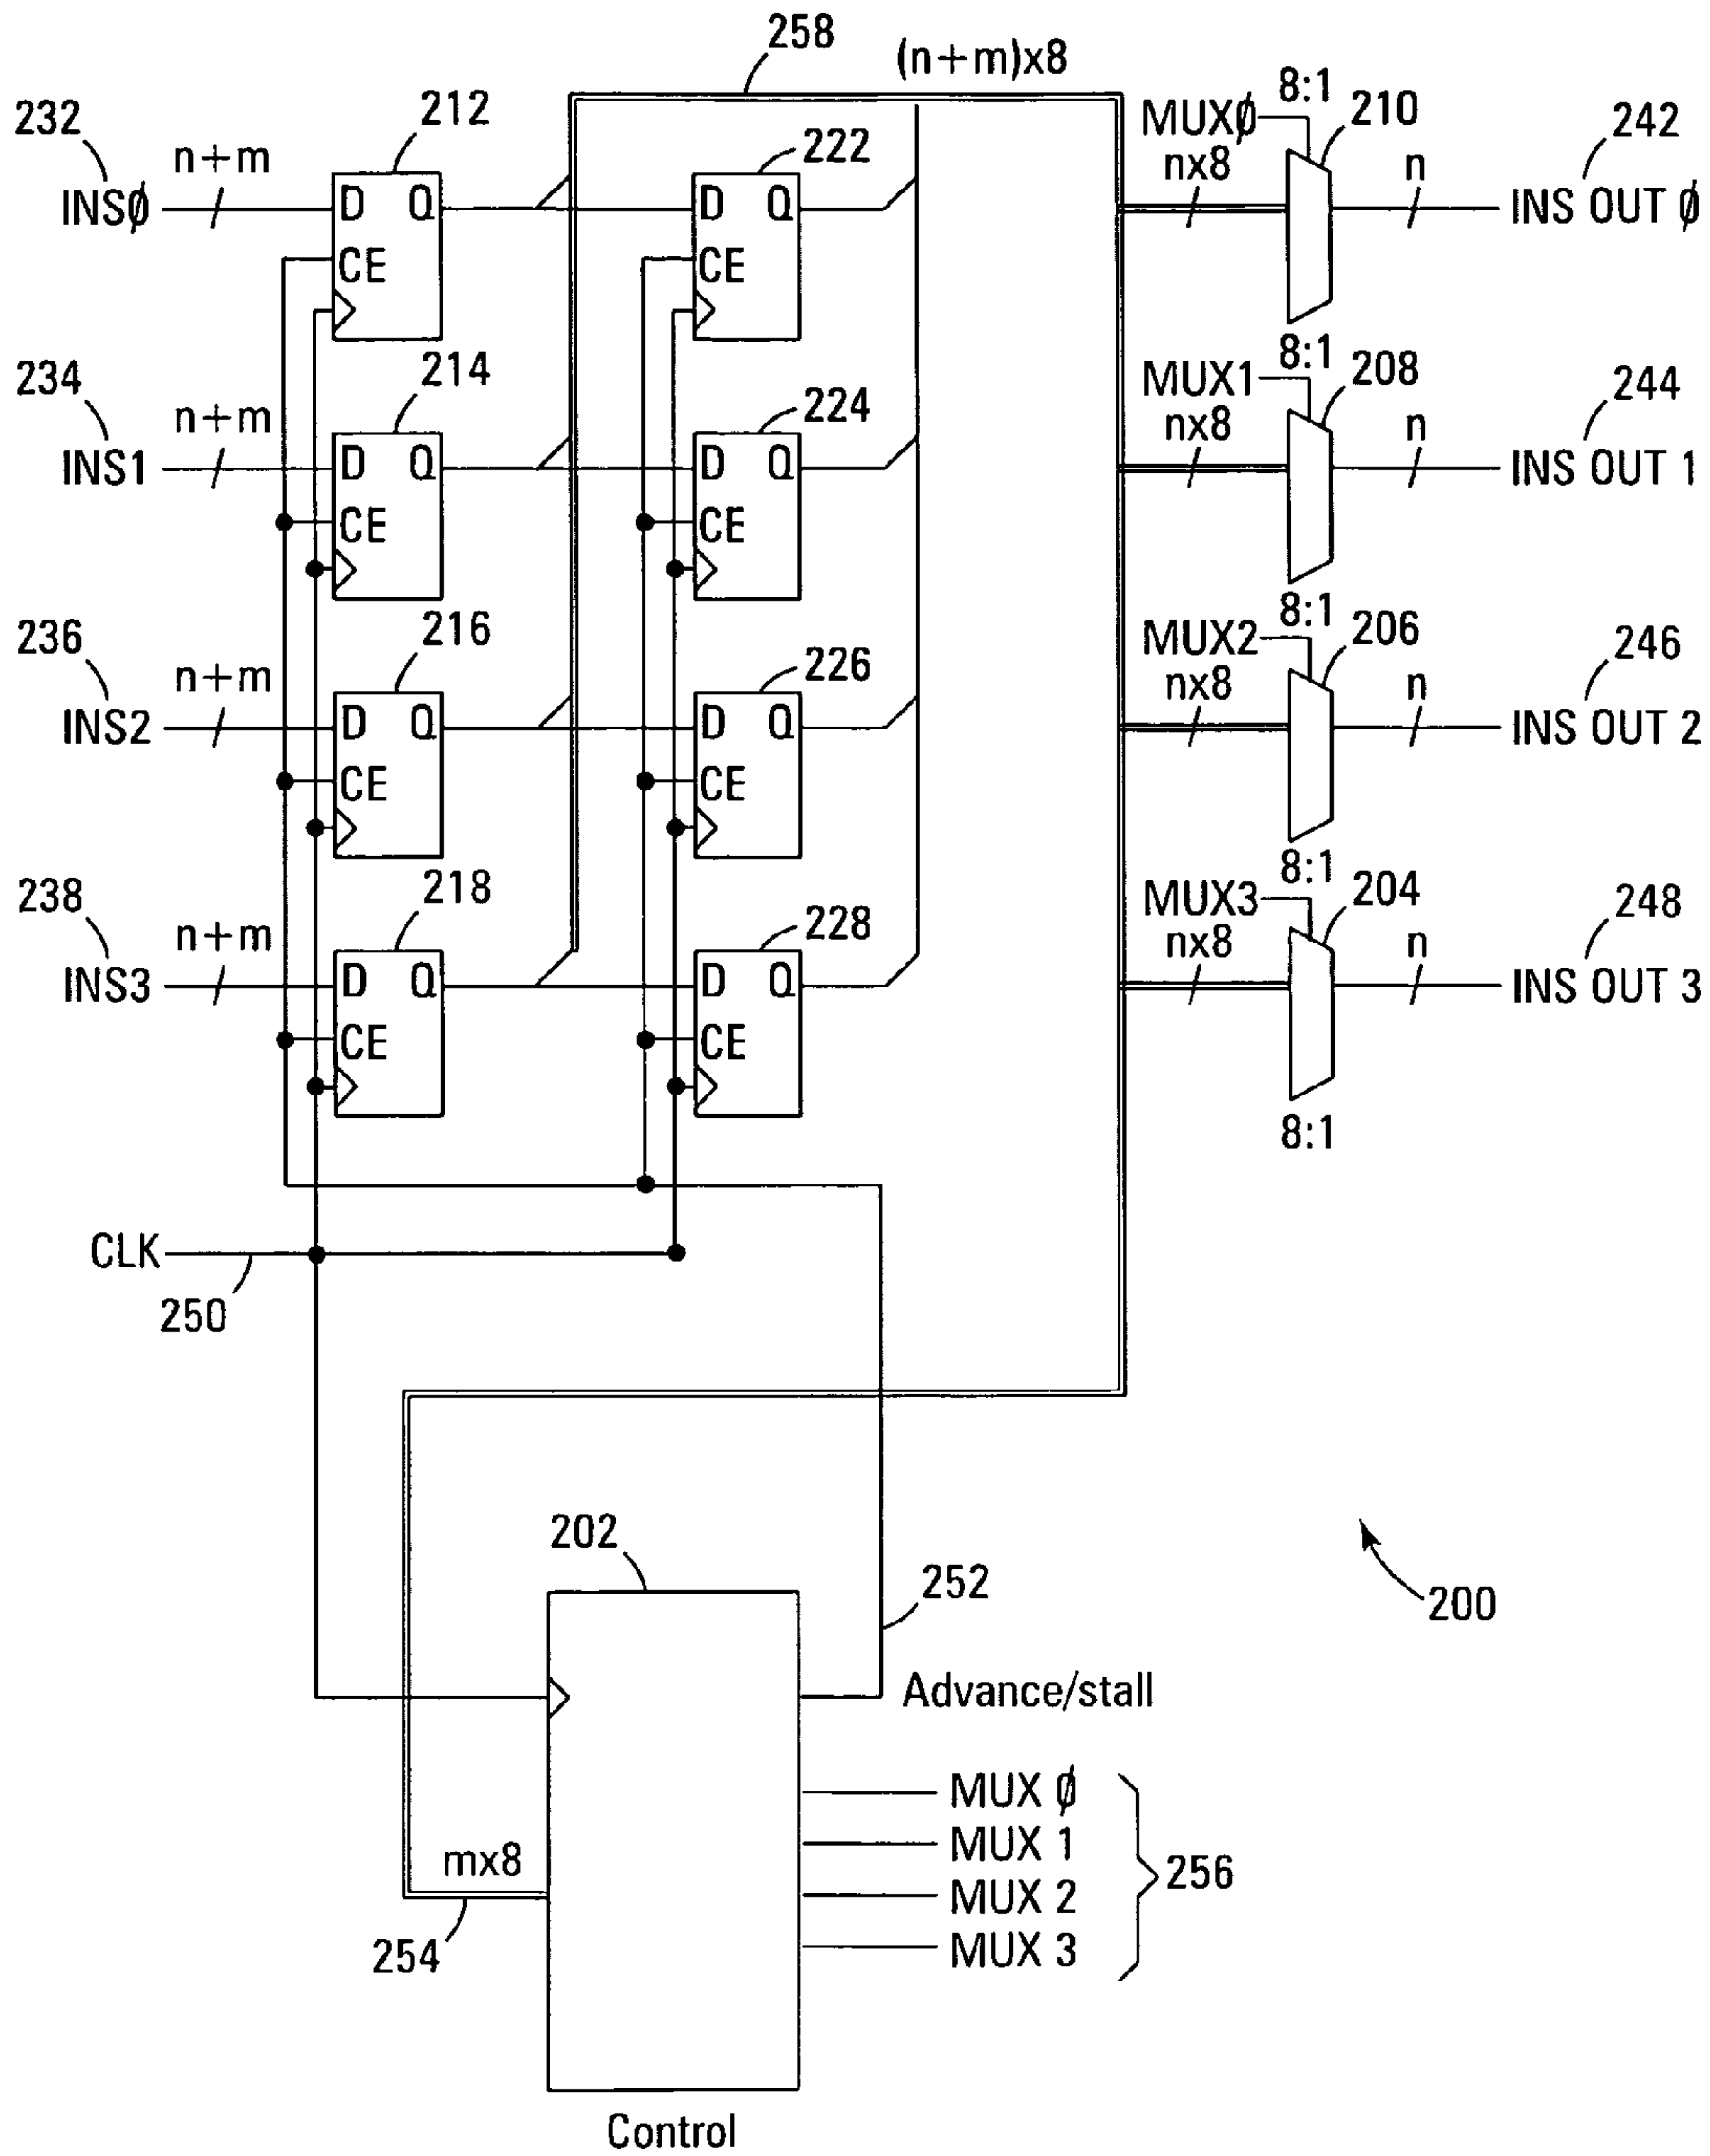 258
(n+m)x8
232
212
222
8:1
210
242
MUXø
nx8
n
n+m
INSø
D Q
D Q
INS OUT ø
CE
CE
8:1
234
214
224
MUX1
208
244
n+m
nx8
n
INS1
D Q
D Q
INS OUT 1
CE
CE
8:1
236
216
226
MUX2
206
246
n+m
nx8
n
INS2
D Q
D Q
INS OUT 2
CE
CE
8:1
238
218
228
MUX3
204
248
n+m
nx8
n
INS3
D Q
D Q
INS OUT 3
CE
CE
8:1
CLK
250
202
252
200
Advance/stall
MUX ø
MUX 1
MUX 2
MUX 3
256
mx8
254
Control